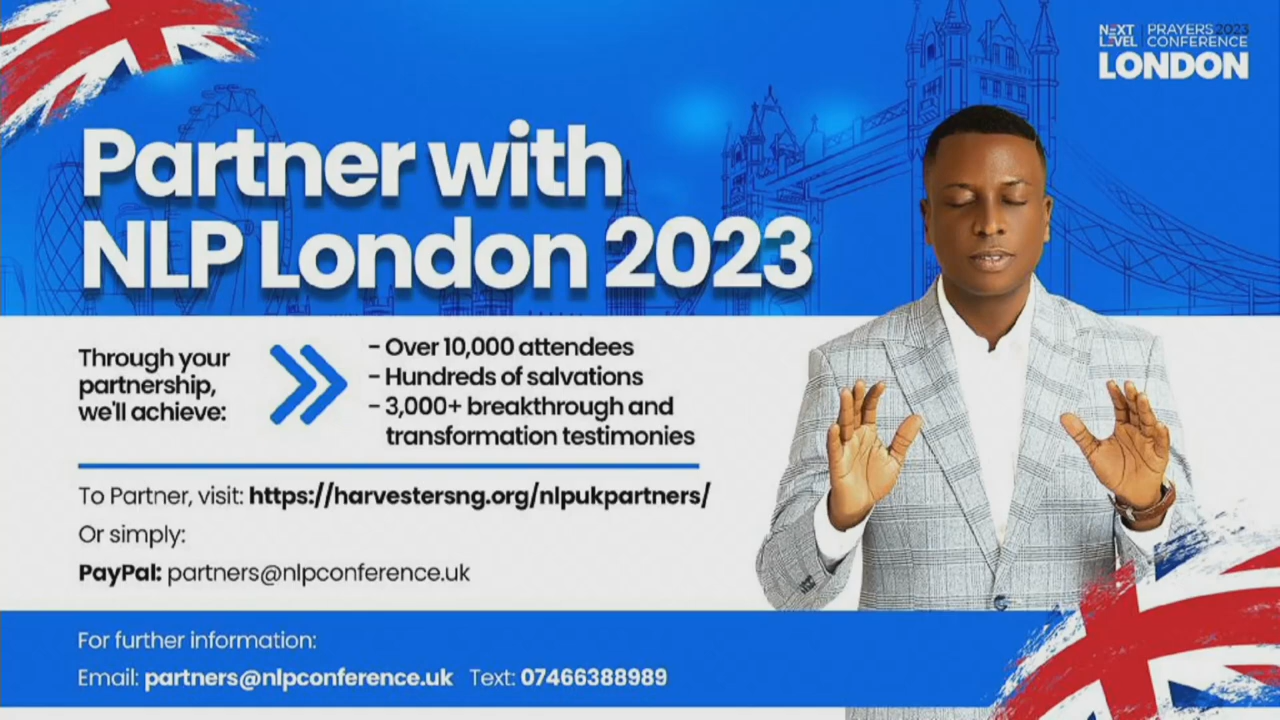 NEXT LEVEL | PRAYERS 2023 CONFERENCE
LONDON
Partner with
NLP London 2023
Through your
partnership,
we'll achieve:
- Over 10,000 attendees
- Hundreds of salvations
- 3,000+ breakthrough and
transformation testimonies
To Partner, visit: https://harvestersng.org/nlpukpartners/
Or simply:
PayPal: partners@nlpconference.uk
For further information:
Email: partners@nlpconference.uk Text: 07466388989